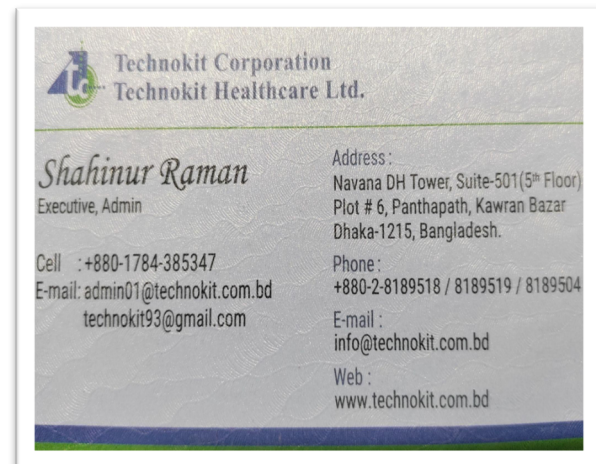 tc
Technokit Corporation
Technokit Healthcare Ltd.
Shahinur Raman
Executive, Admin
Cell : +880-1784-385347
E-mail: admin01@technokit.com.bd
technokit93@gmail.com
Address :
Navana DH Tower, Suite-501(5th Floor)
Plot # 6, Panthapath, Kawran Bazar
Dhaka-1215, Bangladesh.
Phone :
+880-2-8189518 / 8189519 / 8189504
E-mail :
info@technokit.com.bd
Web :
www.technokit.com.bd